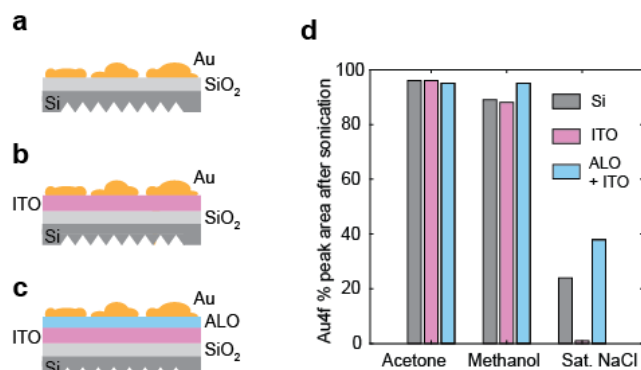 a
Au
SiO2
Si
b
Au
ITO
SiO2
Si
c
Au
ALO
ITO
SiO2
Si
d
Au4f % peak area after sonication
100
80
60
40
20
0
Si
ITO
ALO
+ ITO
Acetone Methanol Sat. NaCl